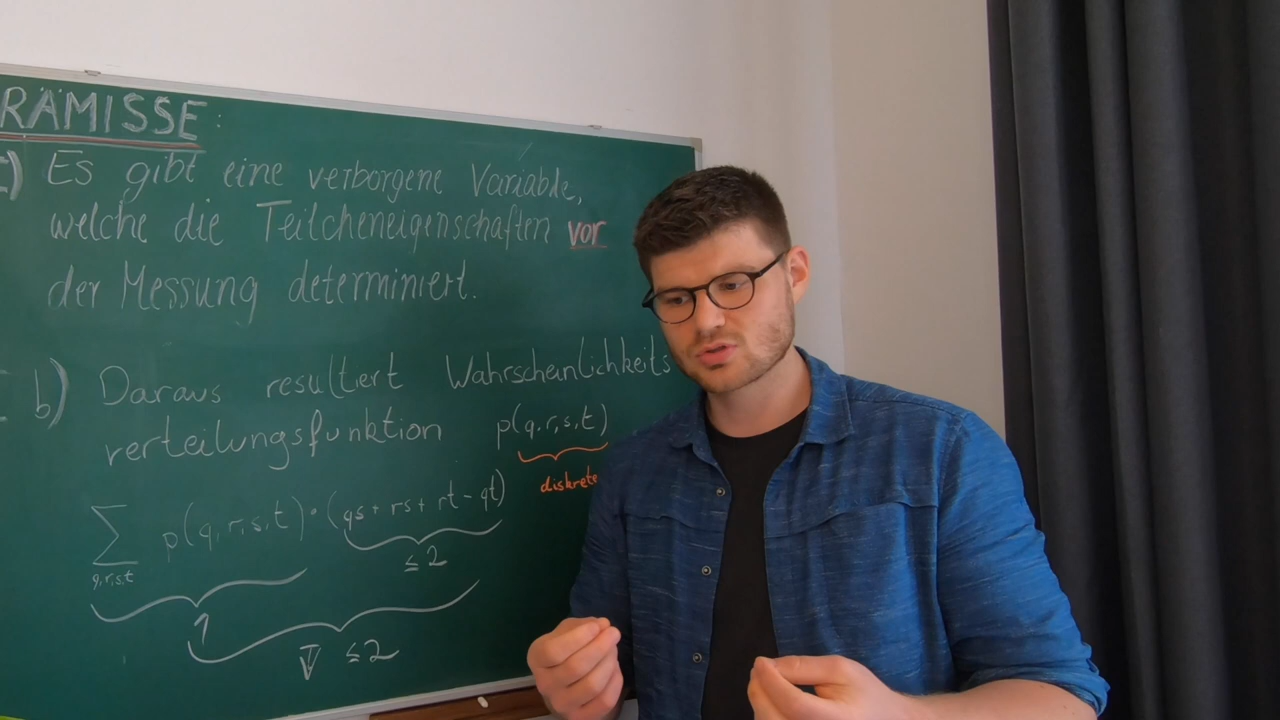 RÄMISSE:
) Es gibt eine verborgene Variable,
welche die Teilcheneigenschaften vor
der Messung determiniert.
b) Daraus resultiert Wahrscheinlichkeits
verteilungsfunktion p(q,r,s,t)
diskrete
∑ p(q,r,s,t)·(qs+rs+rt-qt)
q,r,s,t
≤2
1
≤2